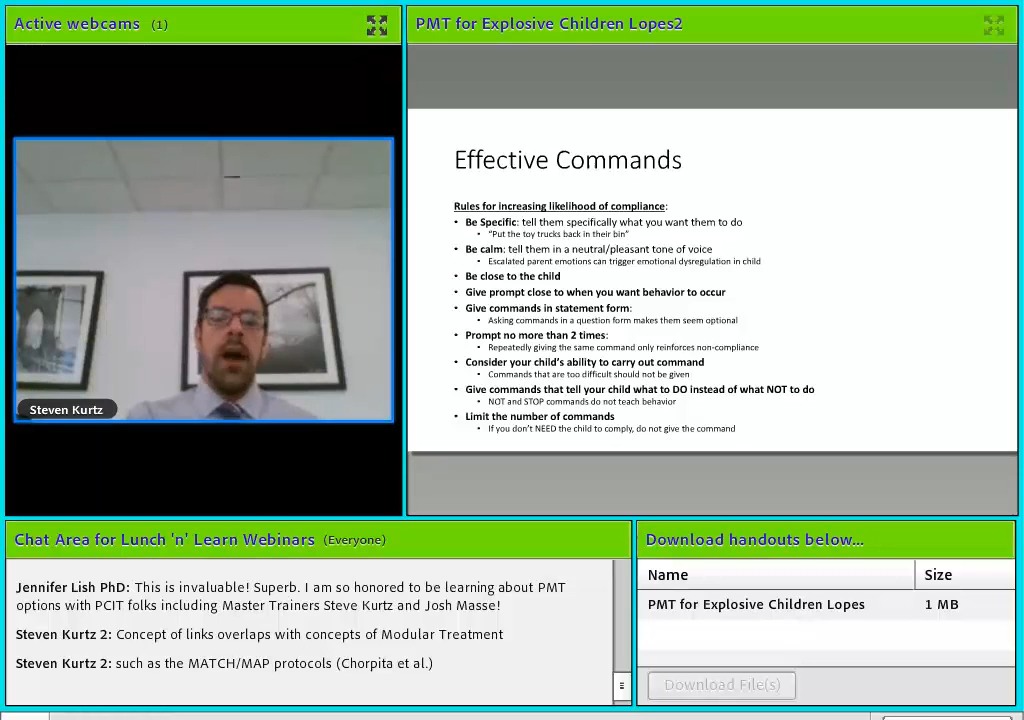 Active webcams (1)
PMT for Explosive Children Lopes2
Steven Kurtz
Effective Commands
Rules for increasing likelihood of compliance:
• Be Specific: tell them specifically what you want them to do
• "Put the toy trucks back in their bin"
• Be calm: tell them in a neutral/pleasant tone of voice
• Escalated parent emotions can trigger emotional dysregulation in child
• Be close to the child
• Give prompt close to when you want behavior to occur
• Give commands in statement form:
• Asking commands in a question form makes them seem optional
• Prompt no more than 2 times:
• Repeatedly giving the same command only reinforces non-compliance
• Consider your child's ability to carry out command
• Commands that are too difficult should not be given
• Give commands that tell your child what to DO instead of what NOT to do
• NOT and STOP commands do not teach behavior
• Limit the number of commands
• If you don't NEED the child to comply, do not give the command
Chat Area for Lunch 'n' Learn Webinars (Everyone)
Jennifer Lish PhD: This is invaluable! Superb. I am so honored to be learning about PMT
options with PCIT folks including Master Trainers Steve Kurtz and Josh Masse!
Steven Kurtz 2: Concept of links overlaps with concepts of Modular Treatment
Steven Kurtz 2: such as the MATCH/MAP protocols (Chorpita et al.)
Download handouts below...
Name Size
PMT for Explosive Children Lopes 1 MB
Download File(s)